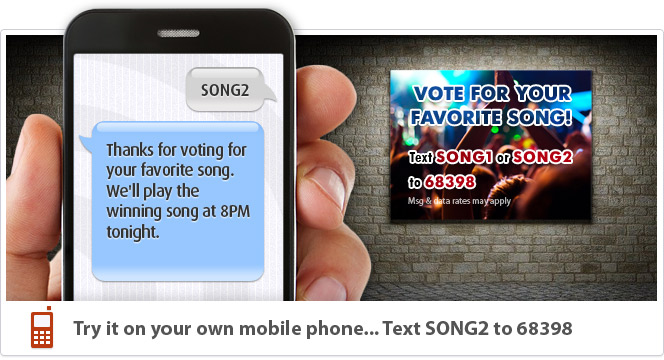 SONG2
Thanks for voting for
your favorite song.
We'll play the
winning song at 8PM
tonight.
VOTE FOR YOUR
FAVORITE SONG!
Text SONG1 or SONG2
to 68398
Msg & data rates may apply
Try it on your own mobile phone... Text SONG2 to 68398